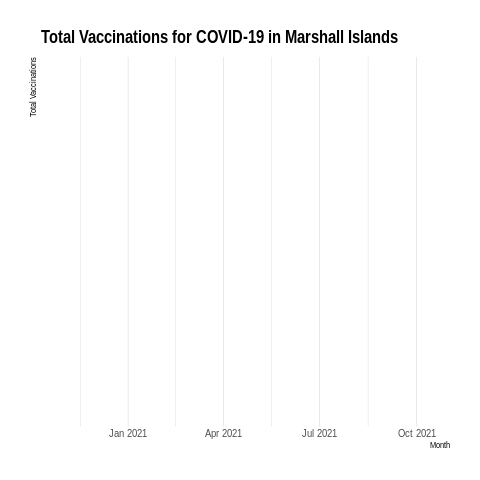 Total Vaccinations for COVID-19 in Marshall Islands
Total Vaccinations
Jan 2021 Apr 2021 Jul 2021 Oct 2021
Month